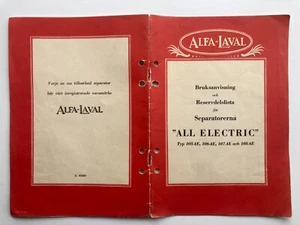 Varje av oss tillverkad separator
bär vårt inregistrerade varumärke
ALFA-LAVAL
ALFA-LAVAL
Bruksanvisning
och
Reservdelslista
för
Separatorerna
"ALL ELECTRIC"
Typ 105 AE, 106 AE, 107 AE och 108 AE